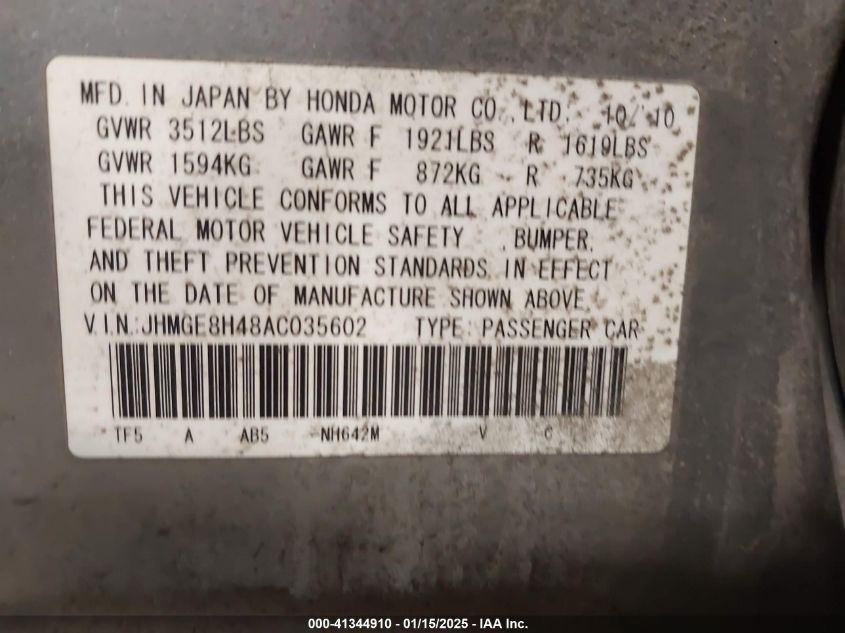 MFD. IN JAPAN BY HONDA MOTOR CO., LTD. 10/10
GVWR 3512LBS GAWR F 1921LBS R 1619LBS
GVWR 1594KG GAWR F 872KG R 735KG
THIS VEHICLE CONFORMS TO ALL APPLICABLE
FEDERAL MOTOR VEHICLE SAFETY , BUMPER,
AND THEFT PREVENTION STANDARDS IN EFFECT
ON THE DATE OF MANUFACTURE SHOWN ABOVE.
V.I.N.:JHMGE8H48AC035602 TYPE: PASSENGER CAR
TF5 A AB5 NH642M V C
000-41344910 - 01/15/2025 - IAA Inc.